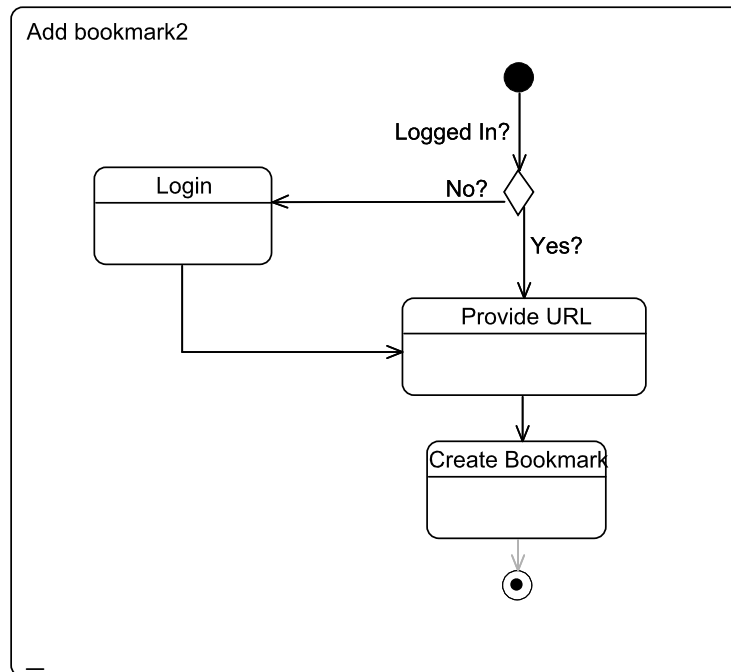 Add bookmark2
Logged In?
Login
No?
Yes?
Provide URL
Create Bookmark